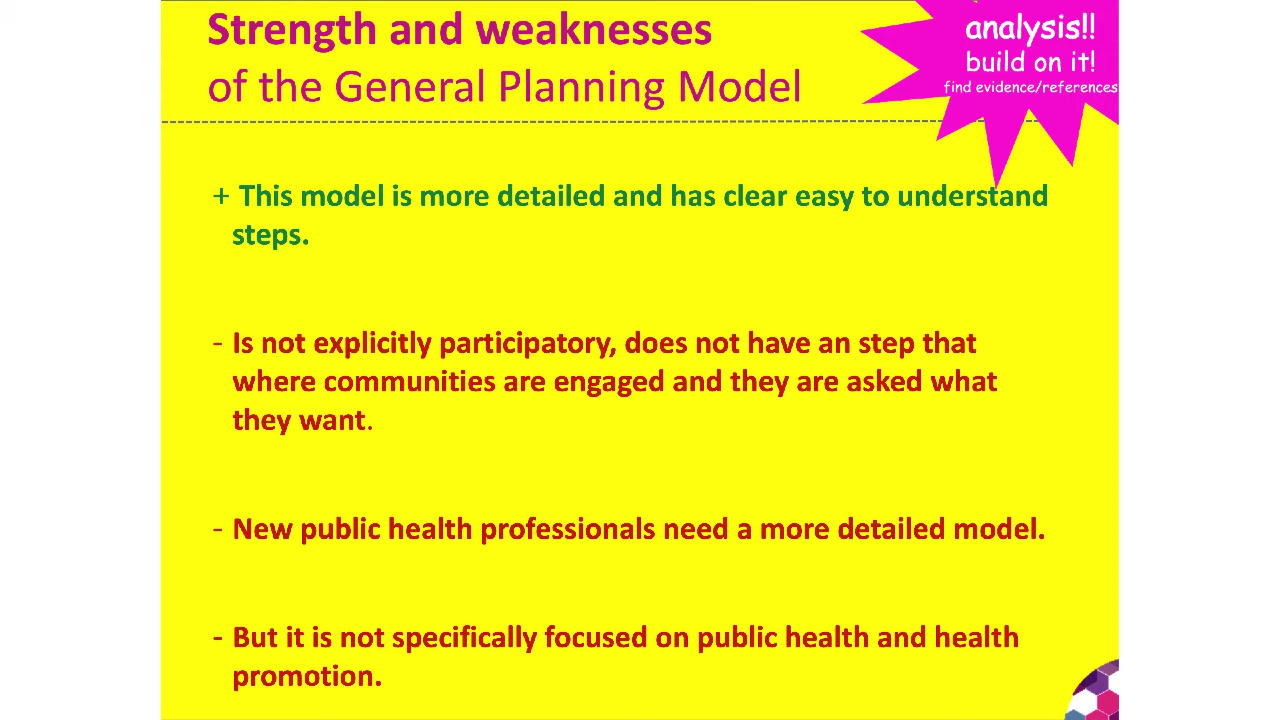 Strength and weaknesses
of the General Planning Model
analysis!!
build on it!
find evidence/references
+ This model is more detailed and has clear easy to understand
steps.
- Is not explicitly participatory, does not have an step that
where communities are engaged and they are asked what
they want.
- New public health professionals need a more detailed model.
- But it is not specifically focused on public health and health
promotion.